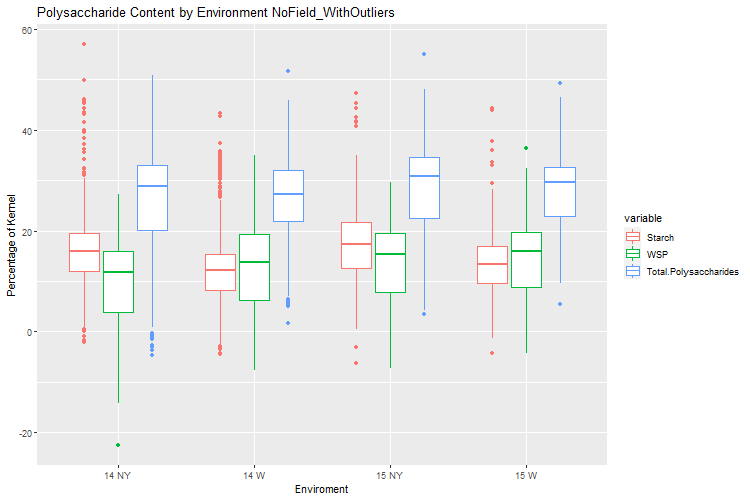 Polysaccharide Content by Environment NoField_WithOutliers
60
40
20
0
-20
Percentage of Kernel
14 NY
14 W
15 NY
15 W
Enviroment
variable
Starch
WSP
Total.Polysaccharides